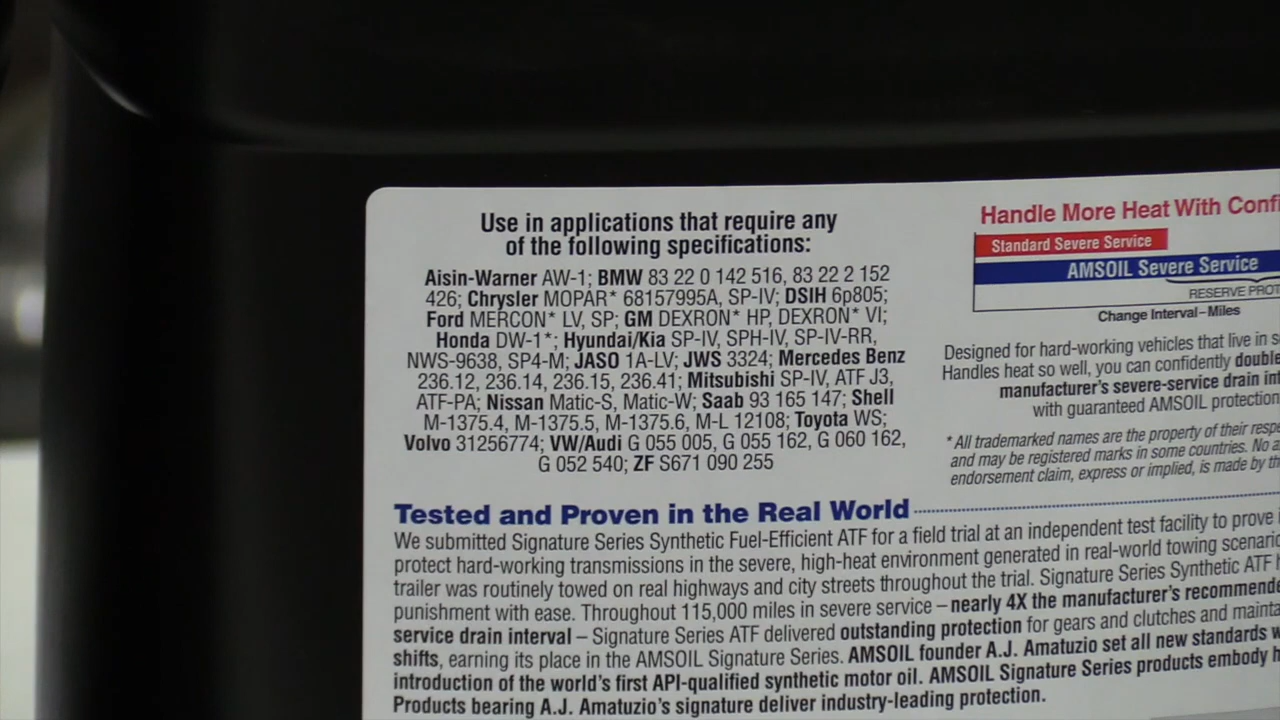 Use in applications that require any
of the following specifications:
Aisin-Warner AW-1; BMW 83 22 0 142 516, 83 22 2 152
426; Chrysler MOPAR* 68157995A, SP-IV; DSIH 6p805;
Ford MERCON* LV, SP; GM DEXRON* HP, DEXRON* VI;
Honda DW-1*; Hyundai/Kia SP-IV, SPH-IV, SP-IV-RR,
NWS-9638, SP4-M; JASO 1A-LV; JWS 3324; Mercedes Benz
236.12, 236.14, 236.15, 236.41; Mitsubishi SP-IV, ATF J3,
ATF-PA; Nissan Matic-S, Matic-W; Saab 93 165 147; Shell
M-1375.4, M-1375.5, M-1375.6, M-L 12108; Toyota WS;
Volvo 31256774; VW/Audi G 055 005, G 055 162, G 060 162,
G 052 540; ZF S671 090 255
Handle More Heat With Confi
Standard Severe Service
AMSOIL Severe Service
RESERVE PROT
Change Interval–Miles
Designed for hard-working vehicles that live in s
Handles heat so well, you can confidently double
manufacturer's severe-service drain int
with guaranteed AMSOIL protection
*All trademarked names are the property of their resp
and may be registered marks in some countries. No a
endorsement claim, express or implied, is made by th
Tested and Proven in the Real World
We submitted Signature Series Synthetic Fuel-Efficient ATF for a field trial at an independent test facility to prove
protect hard-working transmissions in the severe, high-heat environment generated in real-world towing scenario
trailer was routinely towed on real highways and city streets throughout the trial. Signature Series Synthetic ATF
punishment with ease. Throughout 115,000 miles in severe service – nearly 4X the manufacturer's recommende
service drain interval – Signature Series ATF delivered outstanding protection for gears and clutches and mainta
shifts, earning its place in the AMSOIL Signature Series. AMSOIL founder A.J. Amatuzio set all new standards w
introduction of the world's first API-qualified synthetic motor oil. AMSOIL Signature Series products embody h
Products bearing A.J. Amatuzio's signature deliver industry-leading protection.